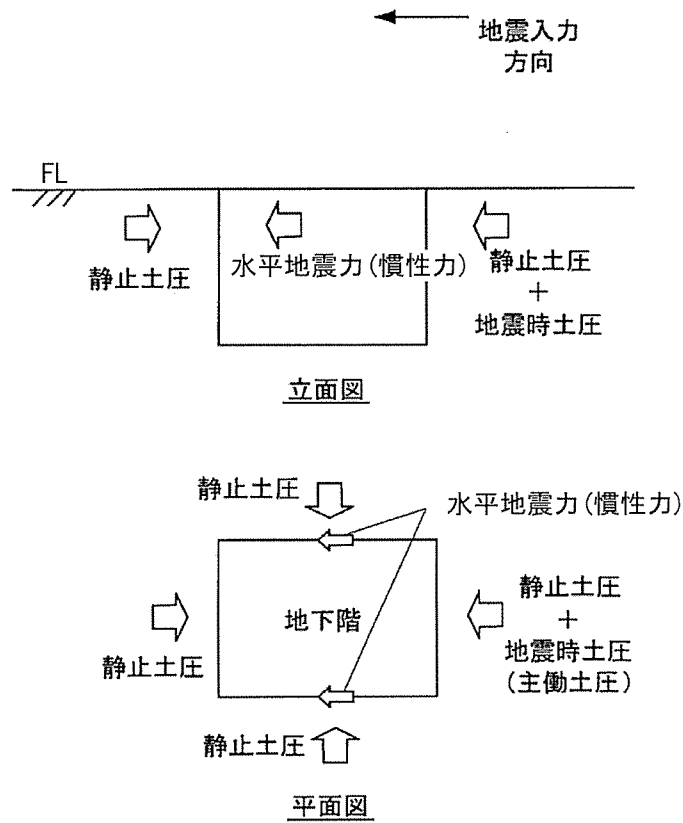 地震入力
方向
FL
静止土圧
水平地震力(慣性力)
静止土圧
+
地震時土圧
立面図
静止土圧
水平地震力(慣性力)
地下階
静止土圧
静止土圧
+
地震時土圧
(主働土圧)
静止土圧
平面図